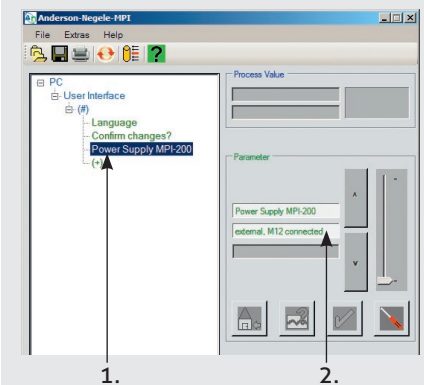 Anderson-Negele-MPI
File Extras Help
PC
User Interface
(#)
Language
Confirm changes?
Power Supply MPI-200
(+)
Process Value
Parameter
Power Supply MPI-200
external, M12 connected
^
v
1.
2.